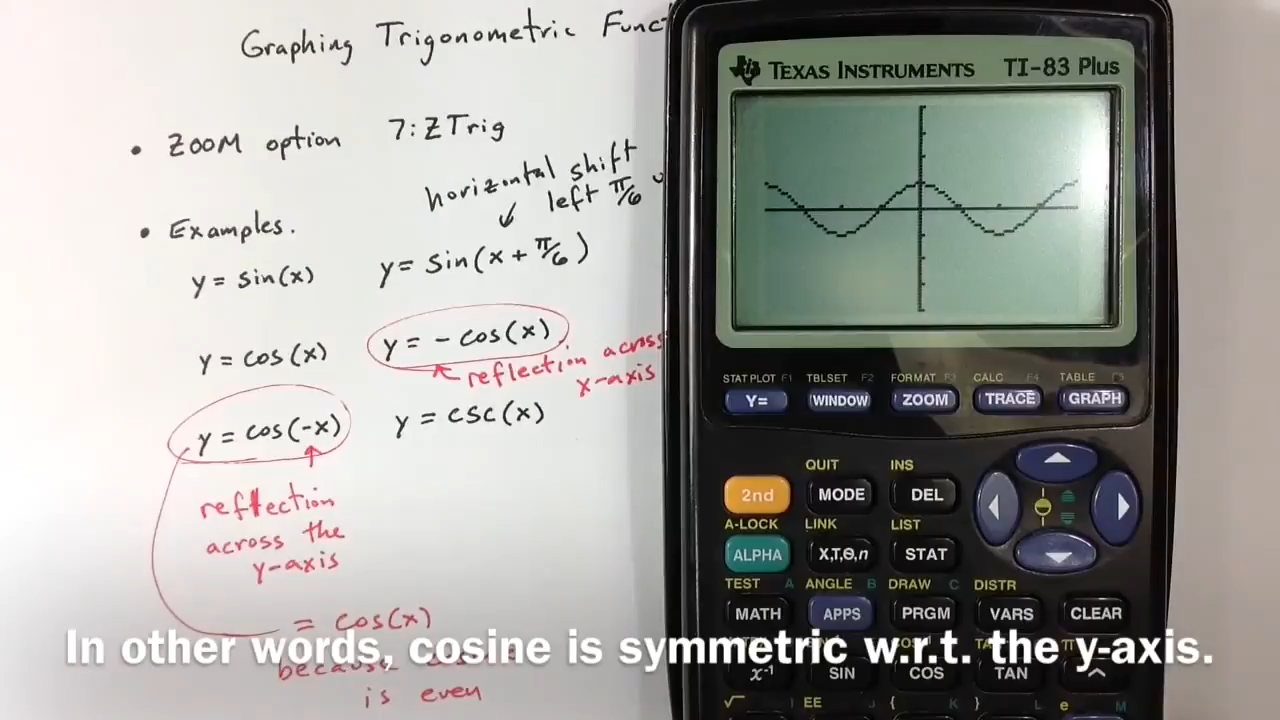 Graphing Trigonometric Funct
• ZOOM option 7:ZTrig
horizontal shift
left π/6
• Examples.
y = sin(x) y = sin(x + π/6)
y = cos(x) y = - cos(x)
reflection across
x-axis
y = cos(-x) y = csc(x)
reflection
across the
y-axis
= cos(x)
because
is even
In other words, cosine is symmetric w.r.t. the y-axis.
TEXAS INSTRUMENTS TI-83 Plus
STAT PLOT F1 TBLSET F2 FORMAT F3 CALC F4 TABLE F5
Y= WINDOW ZOOM TRACE GRAPH
QUIT INS
2nd MODE DEL
A-LOCK LINK LIST
ALPHA X,T,Θ,n STAT
TEST A ANGLE B DRAW C DISTR
MATH APPS PRGM VARS CLEAR
x⁻¹ SIN COS TAN ^
√ I EE J { K } L e M